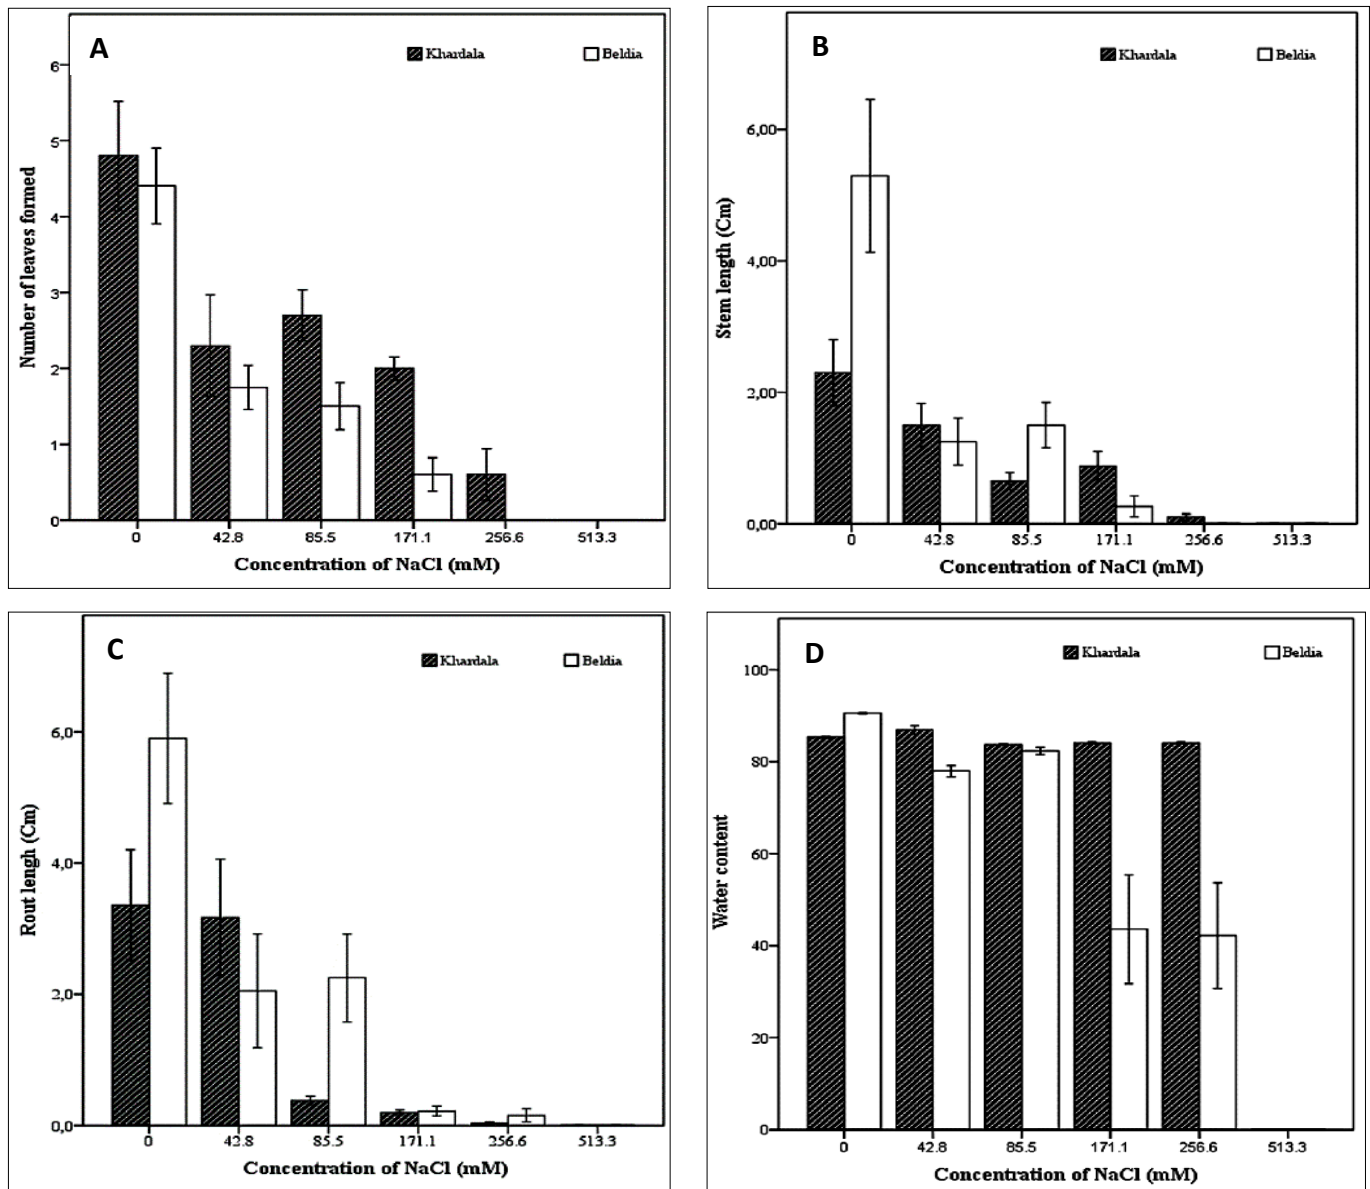 A
Khardala Beldia
6
5
4
3
2
1
0
Number of leaves formed
0 42.8 85.5 171.1 256.6 513.3
Concentration of NaCl (mM)
B
Khardala Beldia
6,00
4,00
2,00
0,00
Stem length (Cm)
0 42.8 85.5 171.1 256.6 513.3
Concentration of NaCl (mM)
C
Khardala Beldia
6,0
4,0
2,0
0,0
Rout lengh (Cm)
0 42.8 85.5 171.1 256.6 513.3
Concentration of NaCl (mM)
D
Khardala Beldia
100
80
60
40
20
0
Water content
0 42.8 85.5 171.1 256.6 513.3
Concentration of NaCl (mM)